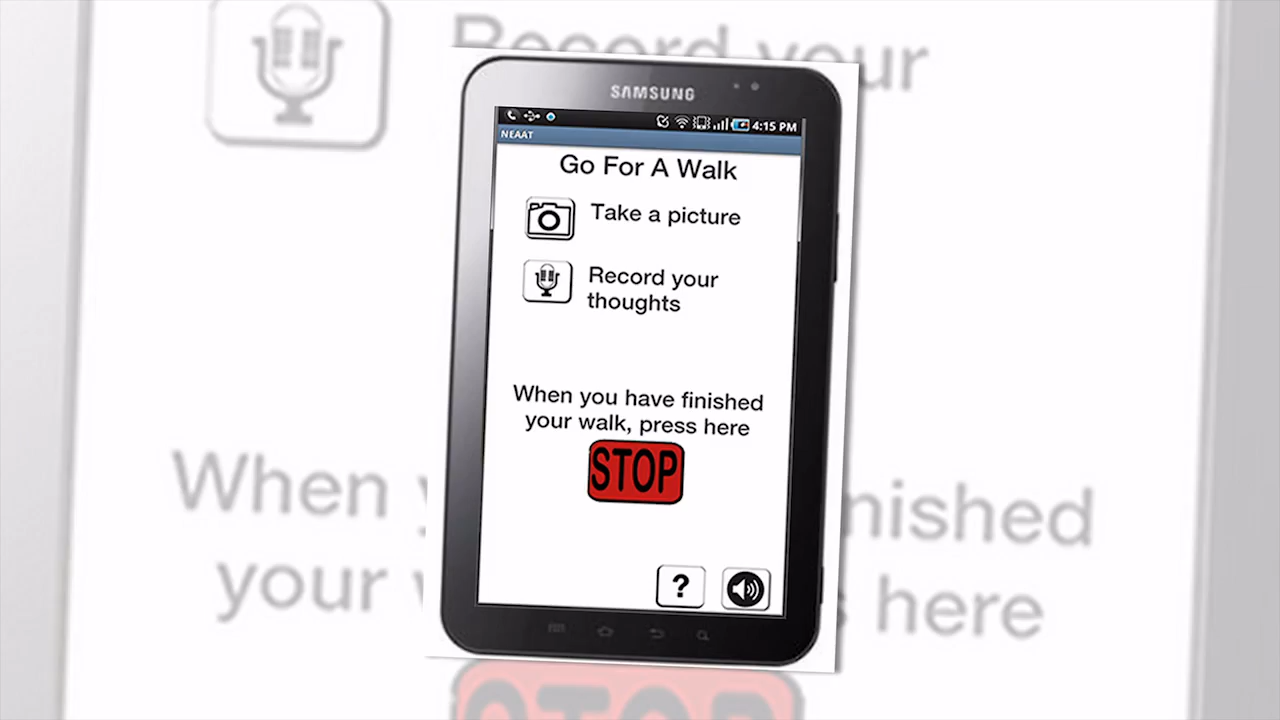 Record your
SAMSUNG
4:15 PM
NEAAT
Go For A Walk
Take a picture
Record your
thoughts
When you have finished
your walk, press here
STOP
?
When y nished
your w s here
STOP